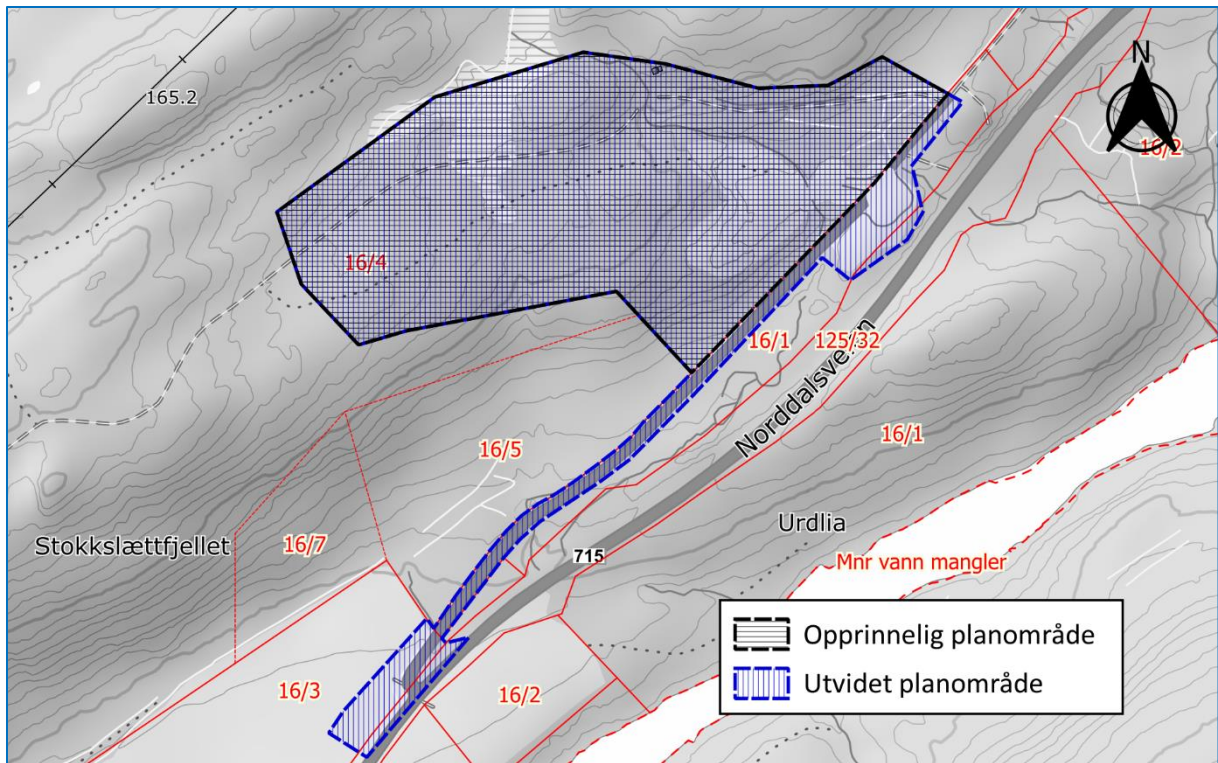 N
165.2
16/2
16/4
16/1
125/32
Norddalsveien
16/1
16/5
Stokkslættfjellet
16/7
Urdlia
715
Mnr vann mangler
Opprinnelig planområde
Utvidet planområde
16/3
16/2